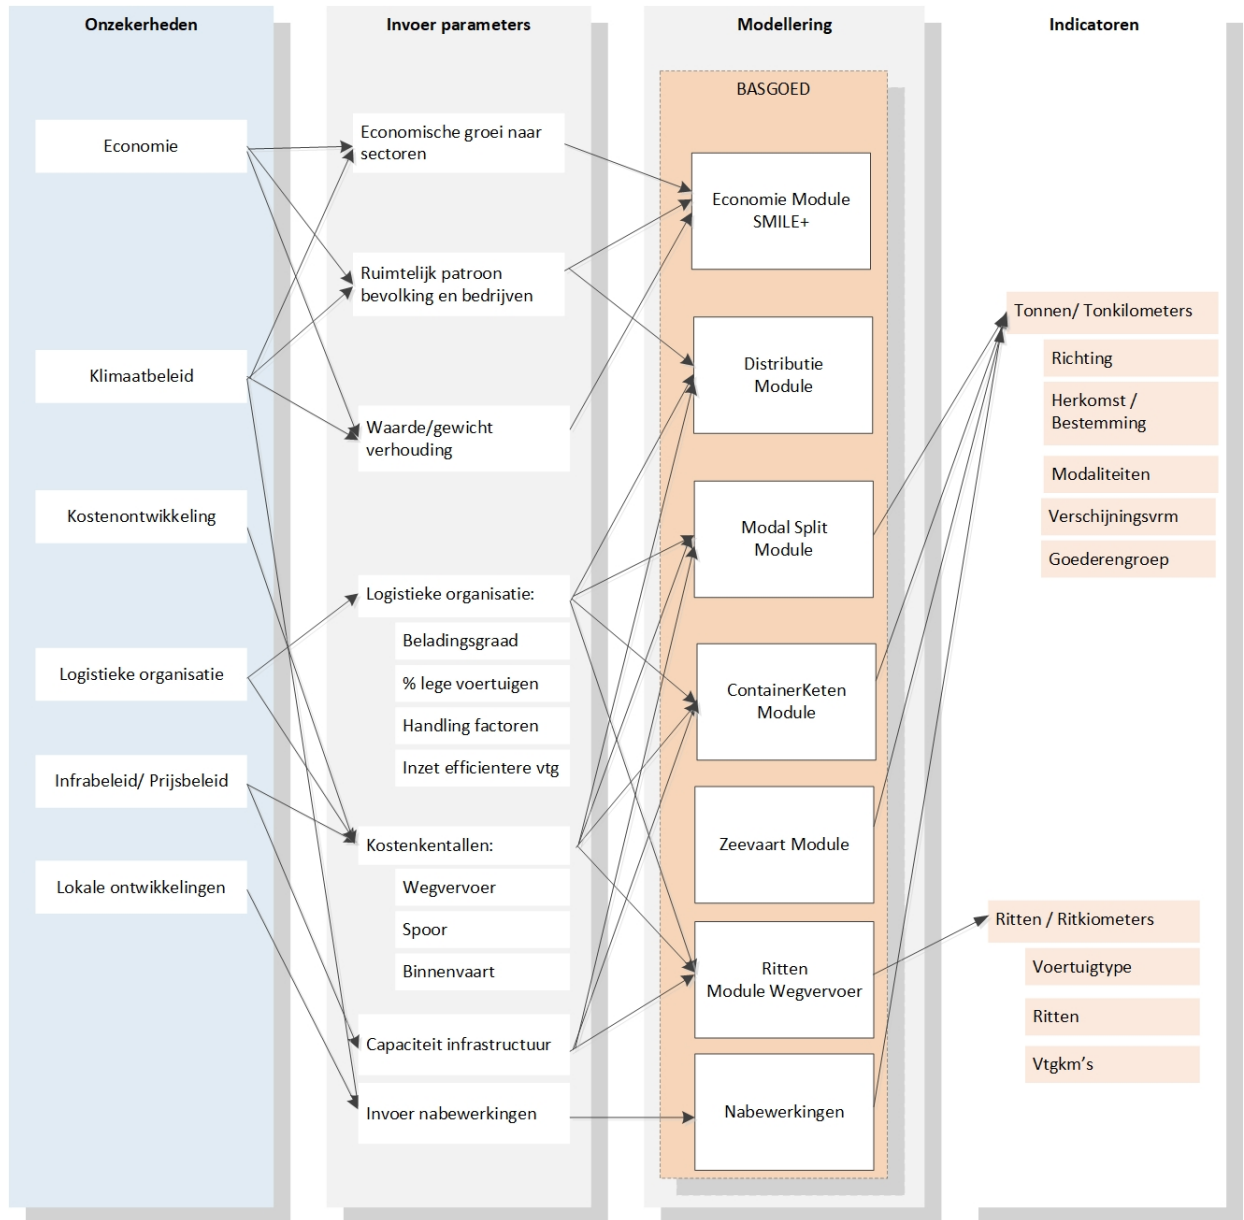 Onzekerheden
Economie
Klimaatbeleid
Kostenontwikkeling
Logistieke organisatie
Infrabeleid/ Prijsbeleid
Lokale ontwikkelingen
Invoer parameters
Economische groei naar
sectoren
Ruimtelijk patroon
bevolking en bedrijven
Waarde/gewicht
verhouding
Logistieke organisatie:
Beladingsgraad
% lege voertuigen
Handling factoren
Inzet efficientere vtg
Kostenkentallen:
Wegvervoer
Spoor
Binnenvaart
Capaciteit infrastructuur
Invoer nabewerkingen
Modellering
BASGOED
Economie Module
SMILE+
Distributie
Module
Modal Split
Module
ContainerKeten
Module
Zeevaart Module
Ritten
Module Wegvervoer
Nabewerkingen
Indicatoren
Tonnen/ Tonkilometers
Richting
Herkomst /
Bestemming
Modaliteiten
Verschijningsvrm
Goederengroep
Ritten / Ritkiometers
Voertuigtype
Ritten
Vtgkm's